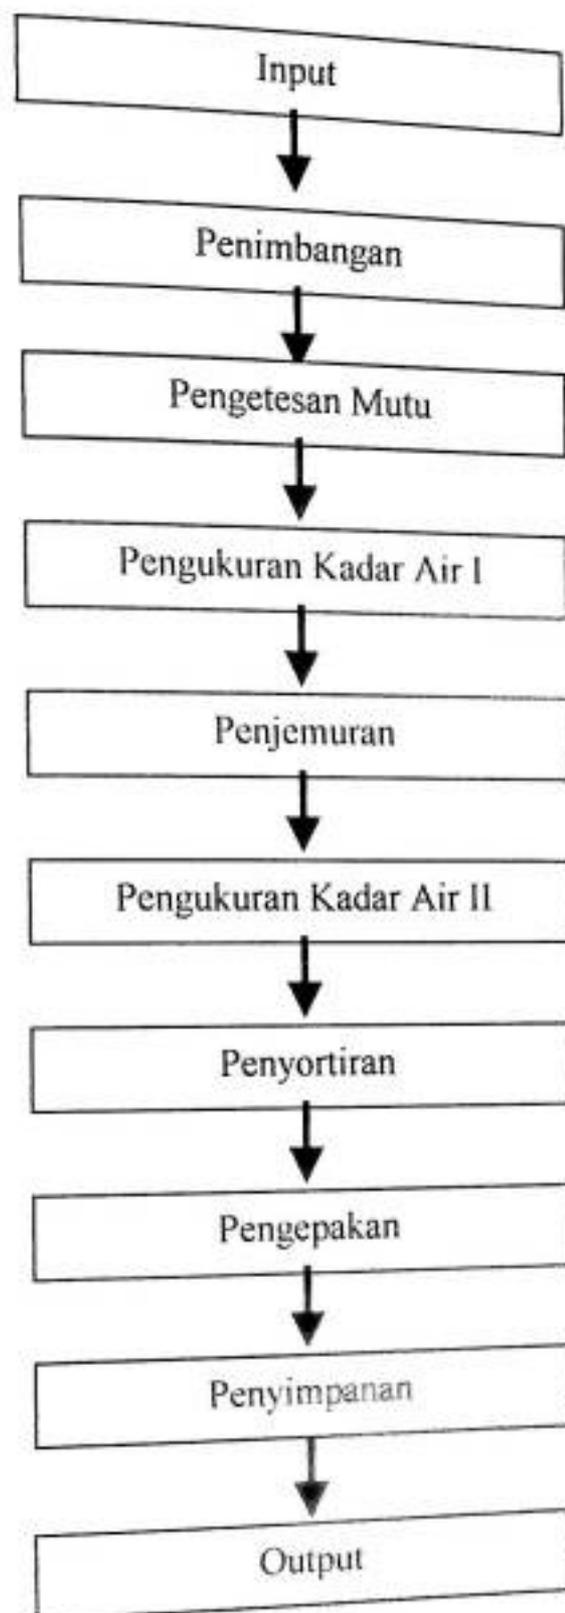 Input
Penimbangan
Pengetesan Mutu
Pengukuran Kadar Air I
Penjemuran
Pengukuran Kadar Air II
Penyortiran
Pengepakan
Penyimpanan
Output